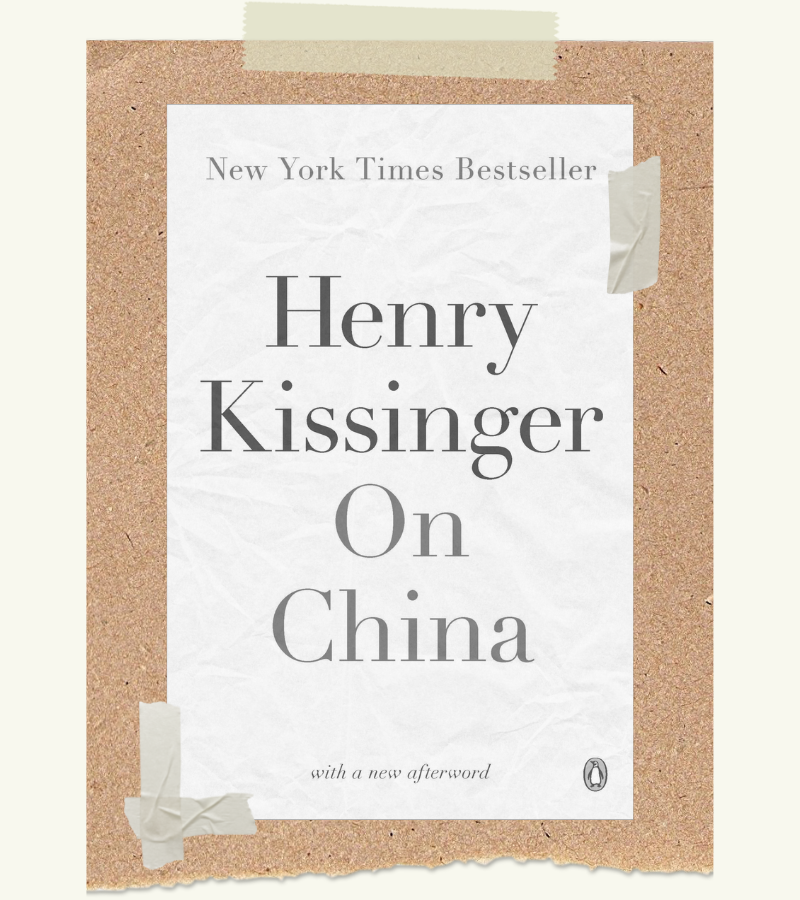 New York Times Bestseller
Henry
Kissinger
On
China
with a new afterword